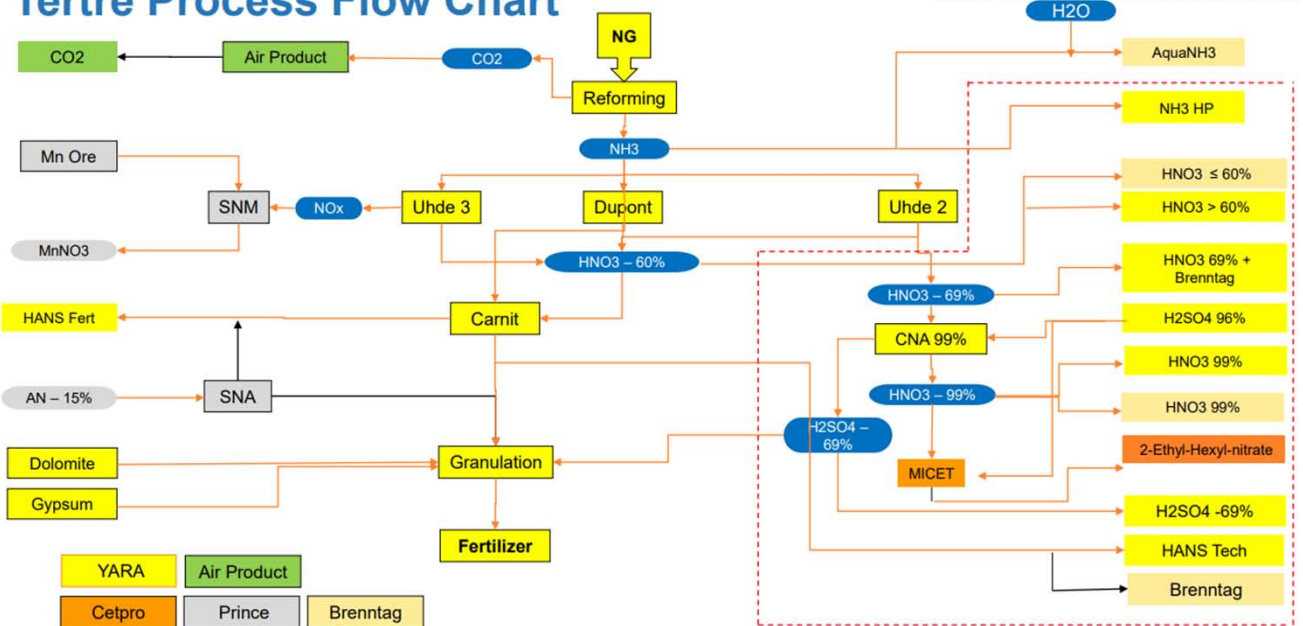 Tertre Process Flow Chart
H2O
NG
CO2
Air Product
CO2
AquaNH3
Reforming
NH3 HP
NH3
Mn Ore
HNO3 ≤ 60%
SNM
NOx
Uhde 3
Dupont
Uhde 2
HNO3 > 60%
MnNO3
HNO3 – 60%
HNO3 69% +
Brenntag
HNO3 – 69%
HANS Fert
Carnit
H2SO4 96%
CNA 99%
HNO3 99%
AN – 15%
SNA
HNO3 – 99%
HNO3 99%
H2SO4 –
69%
2-Ethyl-Hexyl-nitrate
Dolomite
Granulation
MICET
Gypsum
H2SO4 -69%
Fertilizer
HANS Tech
YARA
Air Product
Brenntag
Cetpro
Prince
Brenntag